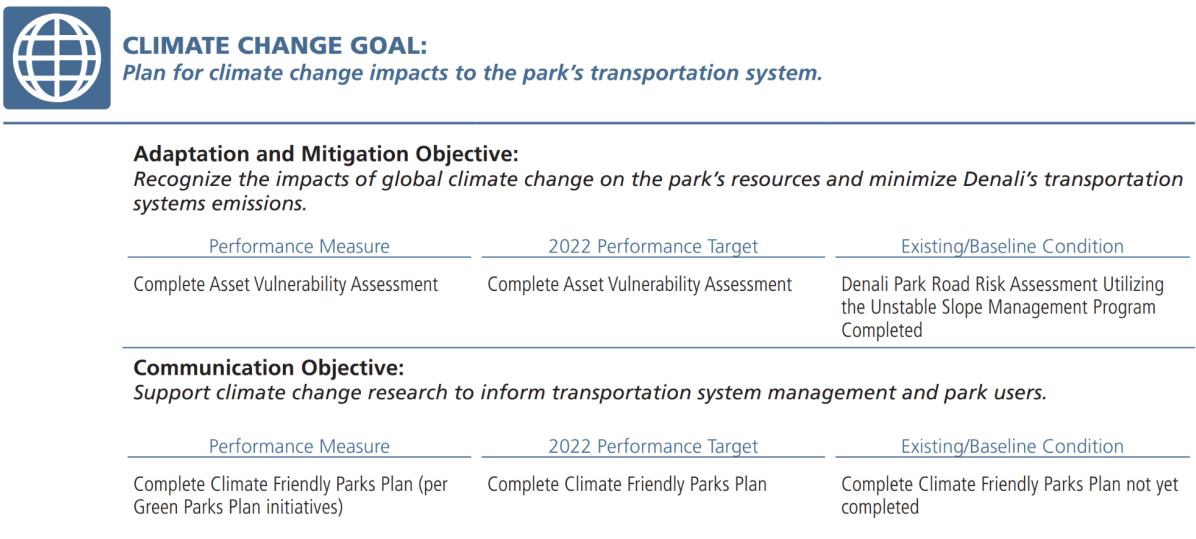 CLIMATE CHANGE GOAL:
Plan for climate change impacts to the park’s transportation system.
Adaptation and Mitigation Objective:
Recognize the impacts of global climate change on the park’s resources and minimize Denali’s transportation
systems emissions.
Performance Measure
2022 Performance Target
Existing/Baseline Condition
Complete Asset Vulnerability Assessment
Complete Asset Vulnerability Assessment
Denali Park Road Risk Assessment Utilizing
the Unstable Slope Management Program
Completed
Communication Objective:
Support climate change research to inform transportation system management and park users.
Performance Measure
2022 Performance Target
Existing/Baseline Condition
Complete Climate Friendly Parks Plan (per
Green Parks Plan initiatives)
Complete Climate Friendly Parks Plan
Complete Climate Friendly Parks Plan not yet
completed